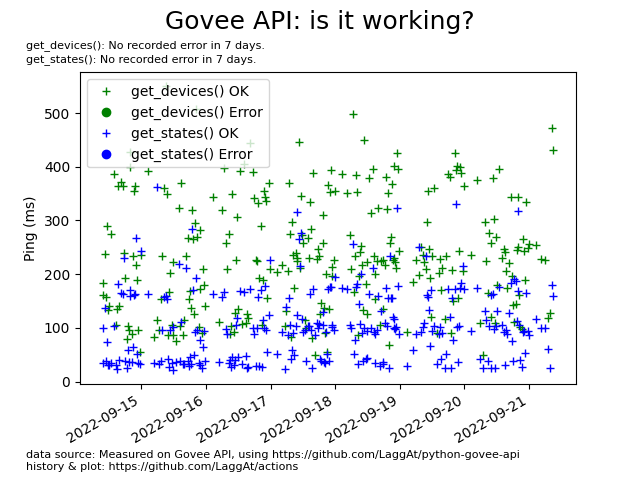 Govee API: is it working?
get_devices(): No recorded error in 7 days.
get_states(): No recorded error in 7 days.
get_devices() OK
get_devices() Error
get_states() OK
get_states() Error
Ping (ms)
500
400
300
200
100
0
2022-09-15
2022-09-16
2022-09-17
2022-09-18
2022-09-19
2022-09-20
2022-09-21
data source: Measured on Govee API, using https://github.com/LaggAt/python-govee-api
history & plot: https://github.com/LaggAt/actions